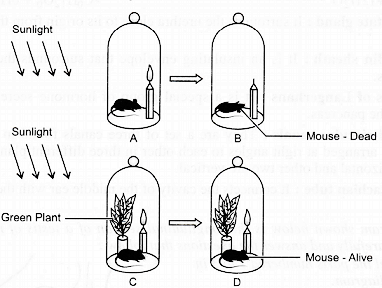 Sunlight
A
B
Mouse - Dead
Sunlight
Green Plant
Mouse - Alive
C
D